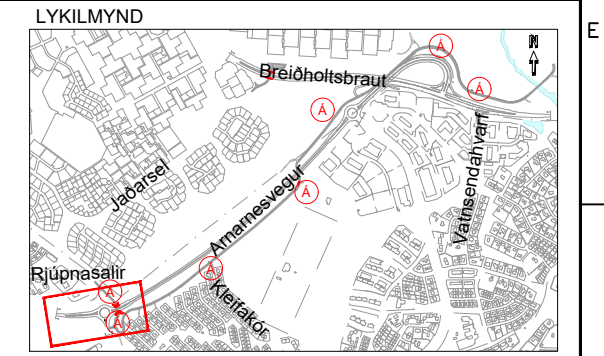 LYKILMYND
E
N
Á
Breiðholtsbraut
Á
Á
Vatnsendahvarf
Jaðarsel
Á
Arnarnesvegur
Rjúpnasalir
Á
Kleifakór
Á
Á